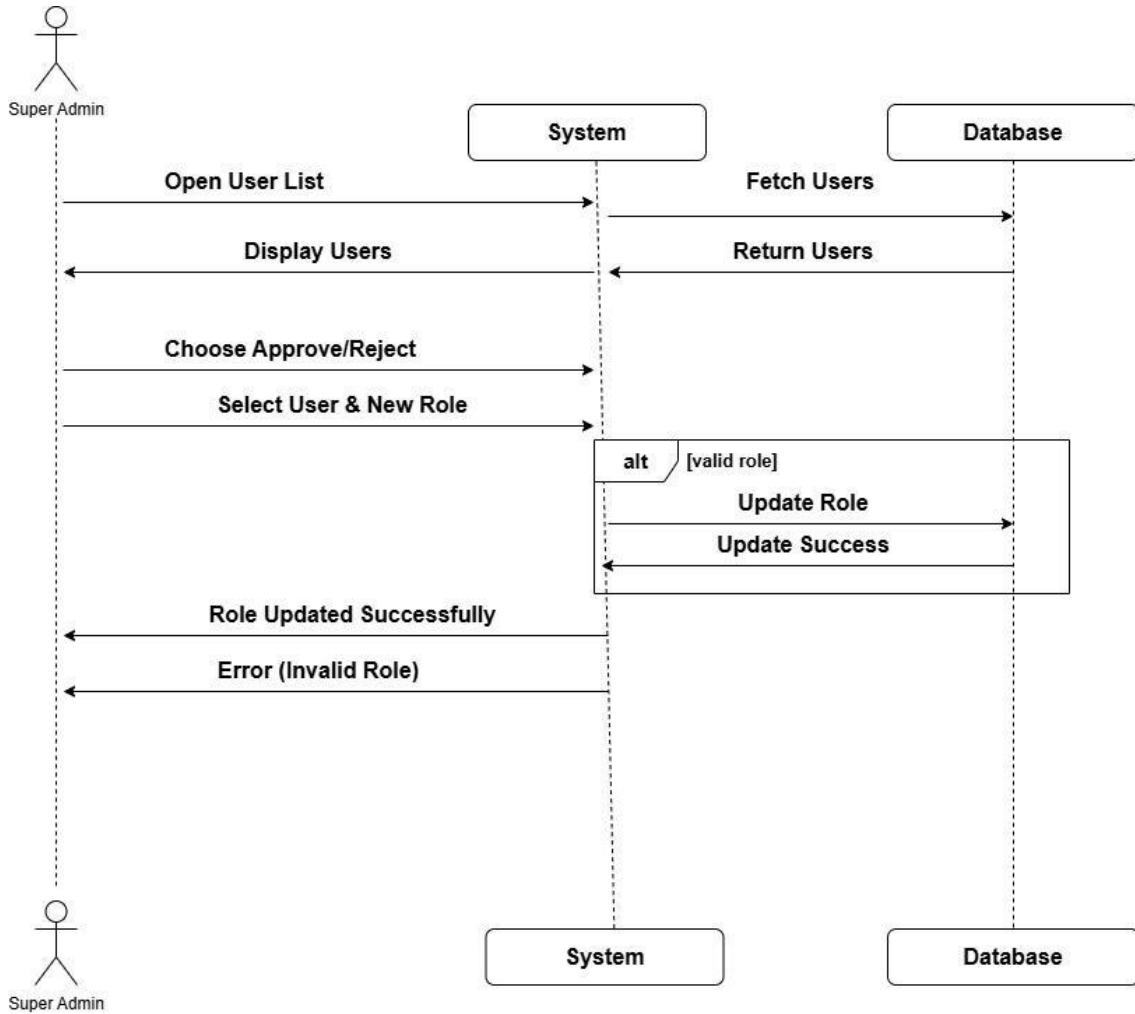 Super Admin
System
Database
Open User List
Fetch Users
Display Users
Return Users
Choose Approve/Reject
Select User & New Role
alt
[valid role]
Update Role
Update Success
Role Updated Successfully
Error (Invalid Role)
System
Database
Super Admin